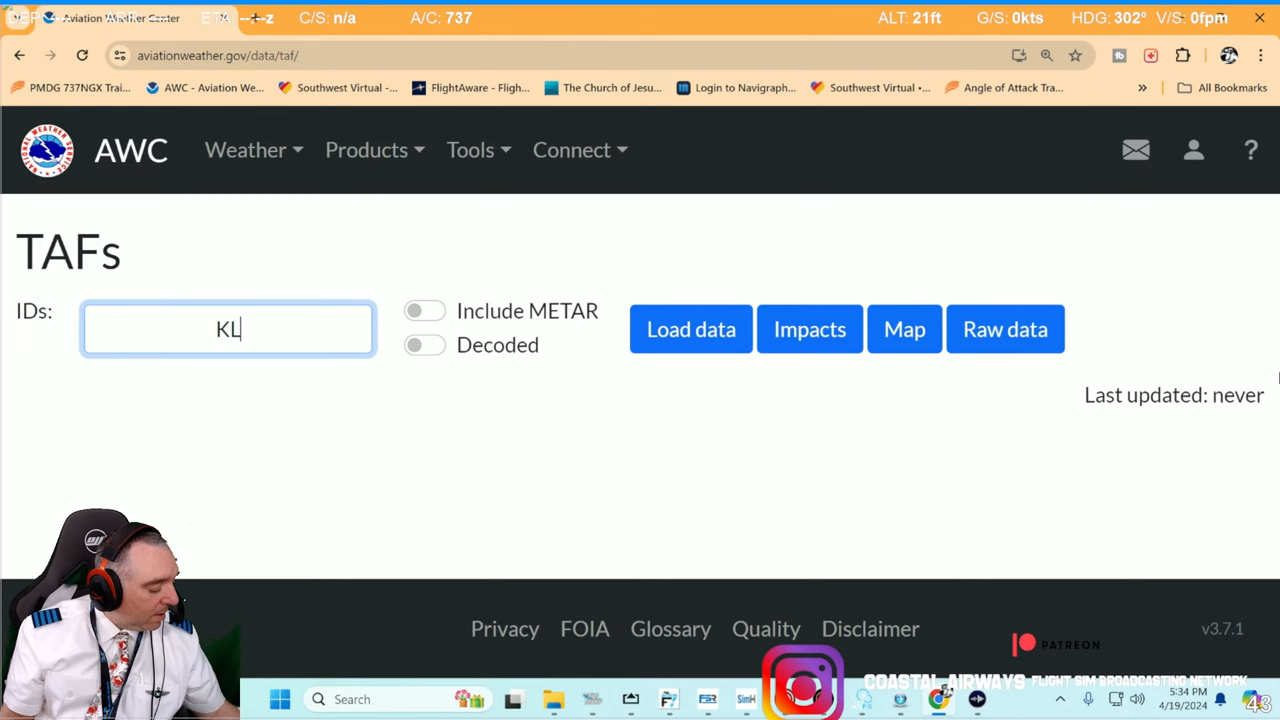 DEP: ---- ARR: ---- ETA: --:--z C/S: n/a A/C: 737 ALT: 21ft G/S: 0kts HDG: 302° V/S: 0fpm
Aviation Weather Center
aviationweather.gov/data/taf/
PMDG 737NGX Trai... AWC - Aviation We... Southwest Virtual -... FlightAware - Fligh... The Church of Jesu... Login to Navigraph... Southwest Virtual •... Angle of Attack Tra... » All Bookmarks
AWC Weather Products Tools Connect ?
TAFs
IDs: KL Include METAR Decoded Load data Impacts Map Raw data
Last updated: never
Privacy FOIA Glossary Quality Disclaimer v3.7.1
PATREON
COASTAL AIRWAYS FLIGHT SIM BROADCASTING NETWORK
Search 5:34 PM
4/19/2024
43